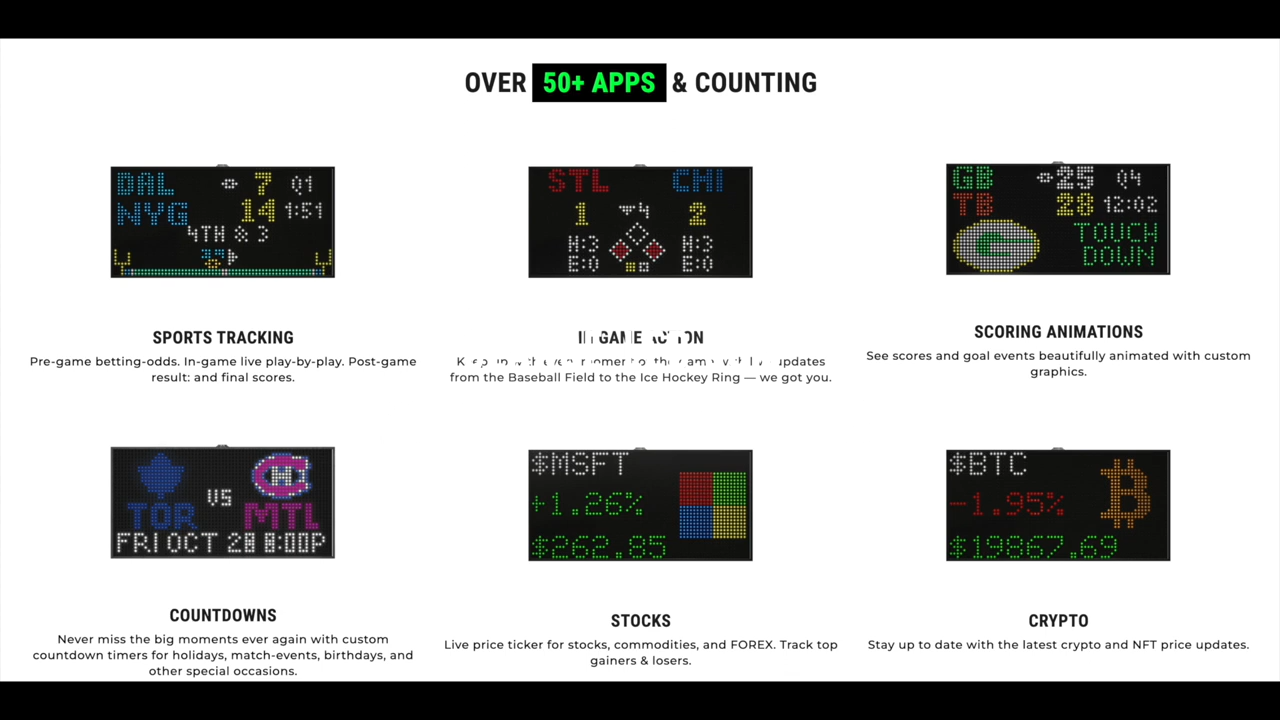 OVER 50+ APPS & COUNTING
DAL 7 Q1
NYG 14 1:51
4TH & 3
STL CHI
1 4 2
H:3 H:3
E:0 E:0
GB 25 Q4
TB 28 12:02
G
TOUCH
DOWN
SPORTS TRACKING
Pre-game betting-odds. In-game live play-by-play. Post-game
result: and final scores.
GAME
updates
from the Baseball Field to the Ice Hockey Ring — we got you.
SCORING ANIMATIONS
See scores and goal events beautifully animated with custom
graphics.
VS
TOR MTL
FRI OCT
$MSFT
+1.26%
$262.85
$BTC
-1.95%
$19867.69
COUNTDOWNS
Never miss the big moments ever again with custom
countdown timers for holidays, match-events, birthdays, and
other special occasions.
STOCKS
Live price ticker for stocks, commodities, and FOREX. Track top
gainers & losers.
CRYPTO
Stay up to date with the latest crypto and NFT price updates.